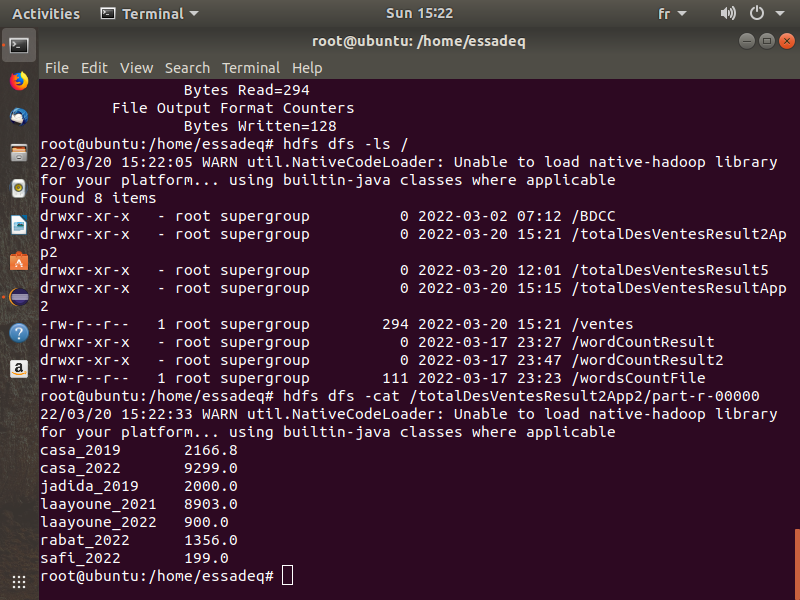 Activities Terminal Sun 15:22 fr
root@ubuntu: /home/essadeq
File Edit View Search Terminal Help
Bytes Read=294
File Output Format Counters
Bytes Written=128
root@ubuntu:/home/essadeq# hdfs dfs -ls /
22/03/20 15:22:05 WARN util.NativeCodeLoader: Unable to load native-hadoop library
for your platform... using builtin-java classes where applicable
Found 8 items
drwxr-xr-x   - root supergroup          0 2022-03-02 07:12 /BDCC
drwxr-xr-x   - root supergroup          0 2022-03-20 15:21 /totalDesVentesResult2Ap
p2
drwxr-xr-x   - root supergroup          0 2022-03-20 12:01 /totalDesVentesResult5
drwxr-xr-x   - root supergroup          0 2022-03-20 15:15 /totalDesVentesResultApp
2
-rw-r--r--   1 root supergroup        294 2022-03-20 15:21 /ventes
drwxr-xr-x   - root supergroup          0 2022-03-17 23:27 /wordCountResult
drwxr-xr-x   - root supergroup          0 2022-03-17 23:47 /wordCountResult2
-rw-r--r--   1 root supergroup        111 2022-03-17 23:23 /wordsCountFile
root@ubuntu:/home/essadeq# hdfs dfs -cat /totalDesVentesResult2App2/part-r-00000
22/03/20 15:22:33 WARN util.NativeCodeLoader: Unable to load native-hadoop library
for your platform... using builtin-java classes where applicable
casa_2019       2166.8
casa_2022       9299.0
jadida_2019     2000.0
laayoune_2021   8903.0
laayoune_2022   900.0
rabat_2022      1356.0
safi_2022       199.0
root@ubuntu:/home/essadeq#